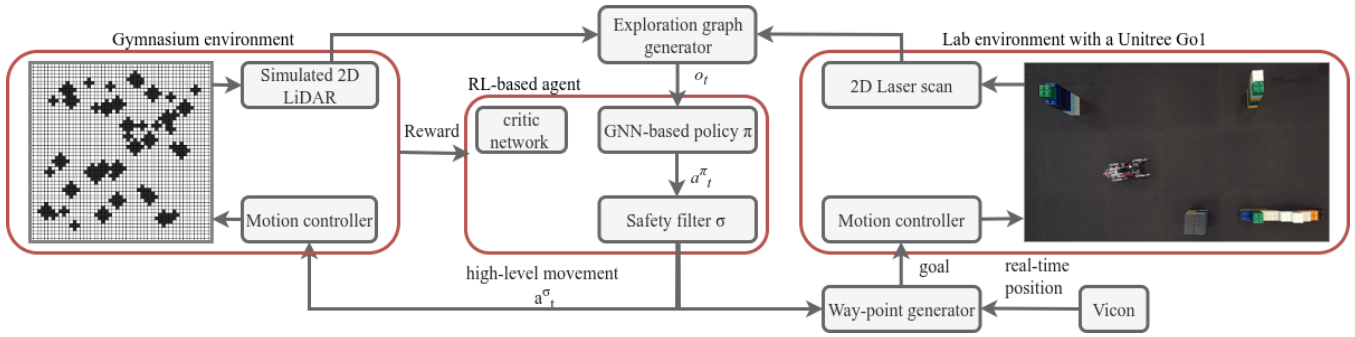 Gymnasium environment
Exploration graph
generator
Lab environment with a Unitree Go1
Simulated 2D
LiDAR
o_t
RL-based agent
2D Laser scan
critic
network
GNN-based policy π
Reward
a^π_t
Motion controller
Safety filter σ
Motion controller
high-level movement
a^σ_t
goal
real-time
position
Way-point generator
Vicon